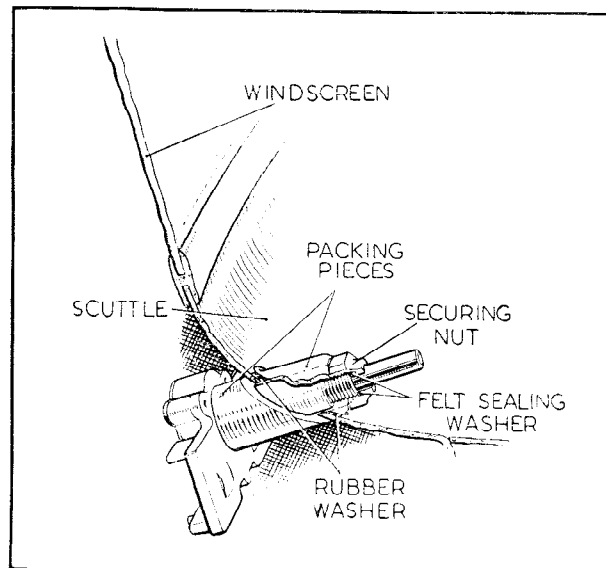 WINDSCREEN
PACKING
PIECES
SCUTTLE
SECURING
NUT
FELT SEALING
WASHER
RUBBER
WASHER